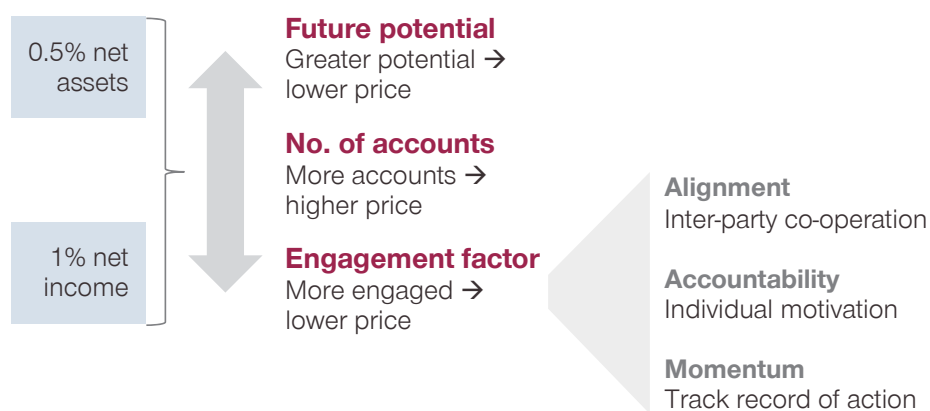 0.5% net
assets
1% net
income
Future potential
Greater potential →
lower price
No. of accounts
More accounts →
higher price
Engagement factor
More engaged →
lower price
Alignment
Inter-party co-operation
Accountability
Individual motivation
Momentum
Track record of action